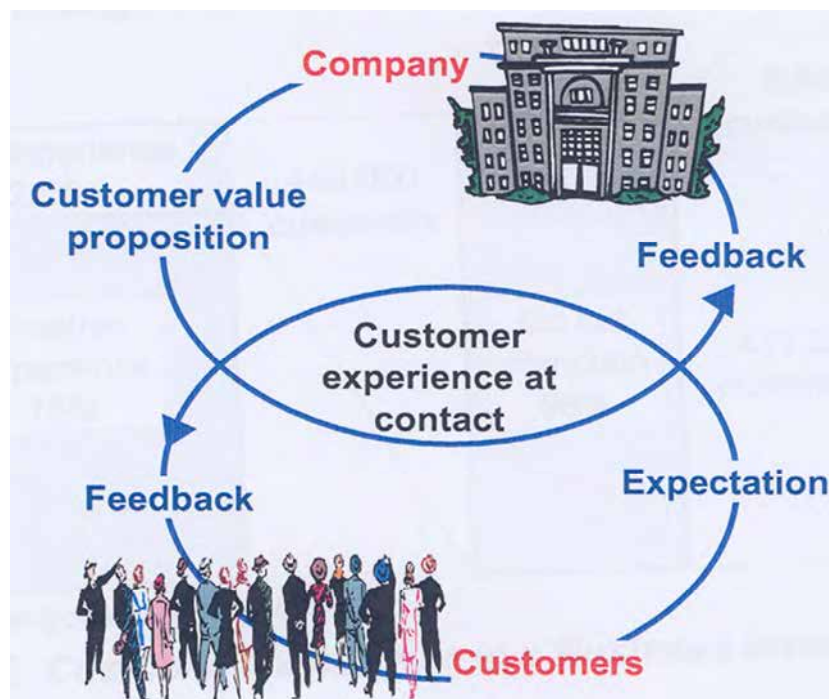 Company
Customer value
proposition
Feedback
Customer
experience at
contact
Feedback
Expectation
Customers